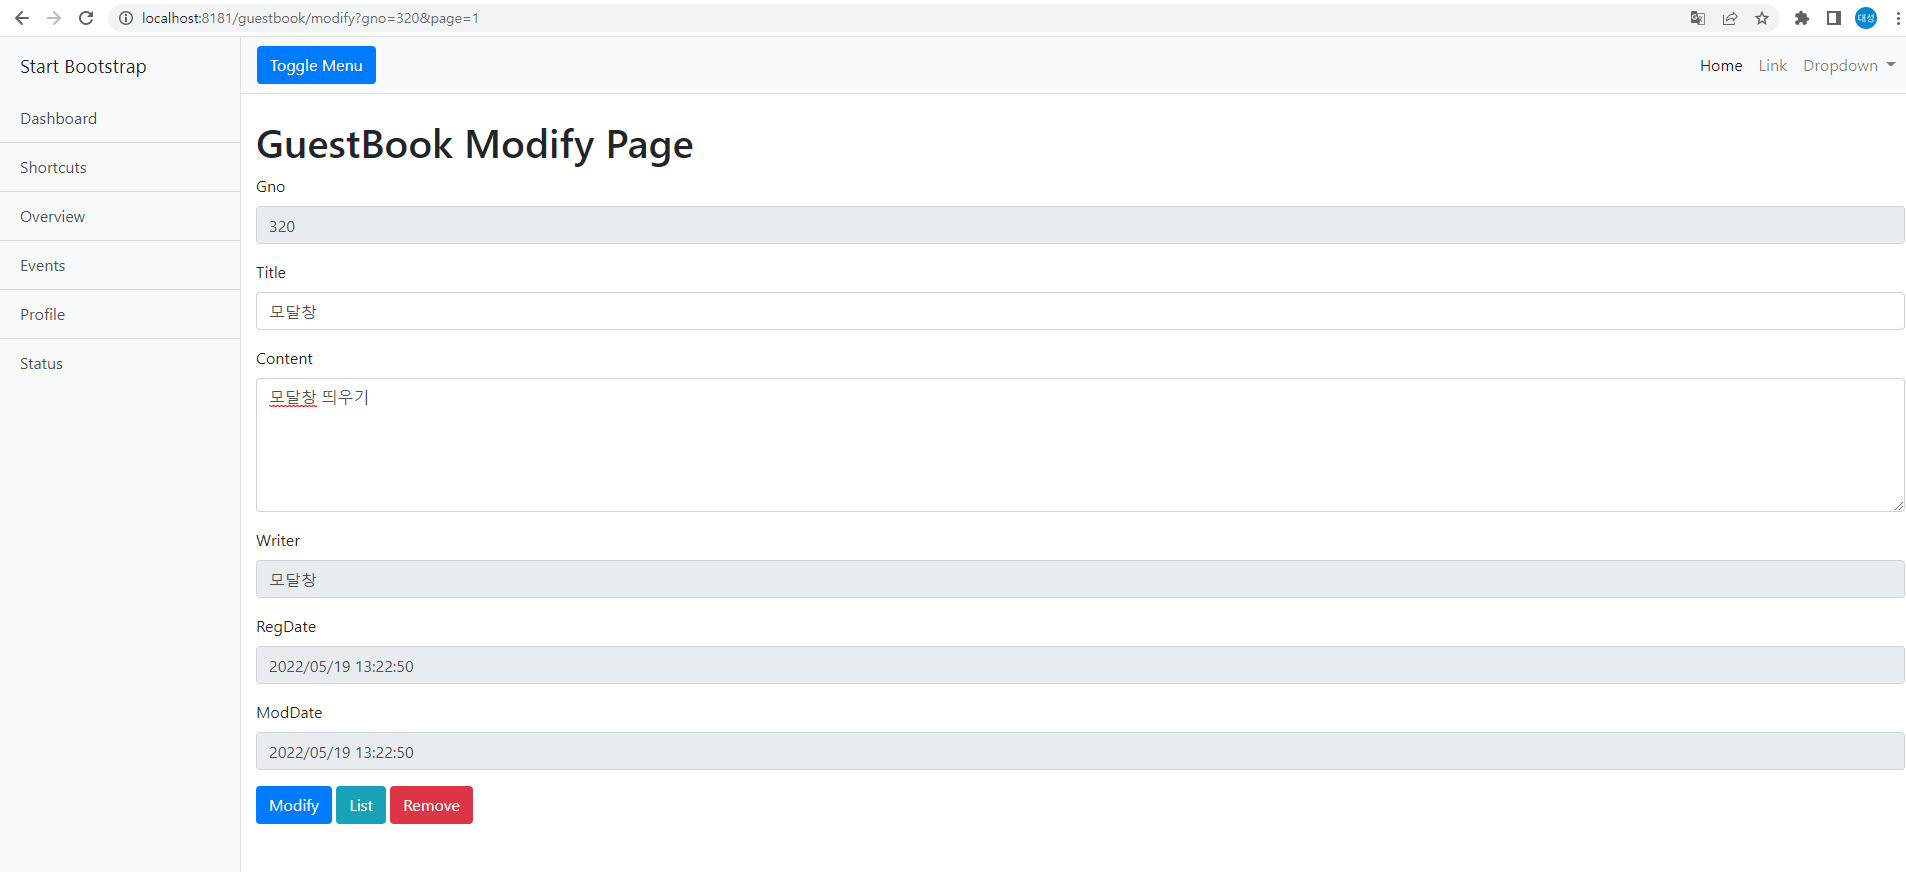 localhost:8181/guestbook/modify?gno=320&page=1
대성
Start Bootstrap
Toggle Menu
Home Link Dropdown
Dashboard
Shortcuts
Overview
Events
Profile
Status
GuestBook Modify Page
Gno
320
Title
모달창
Content
모달창 띄우기
Writer
모달창
RegDate
2022/05/19 13:22:50
ModDate
2022/05/19 13:22:50
Modify List Remove